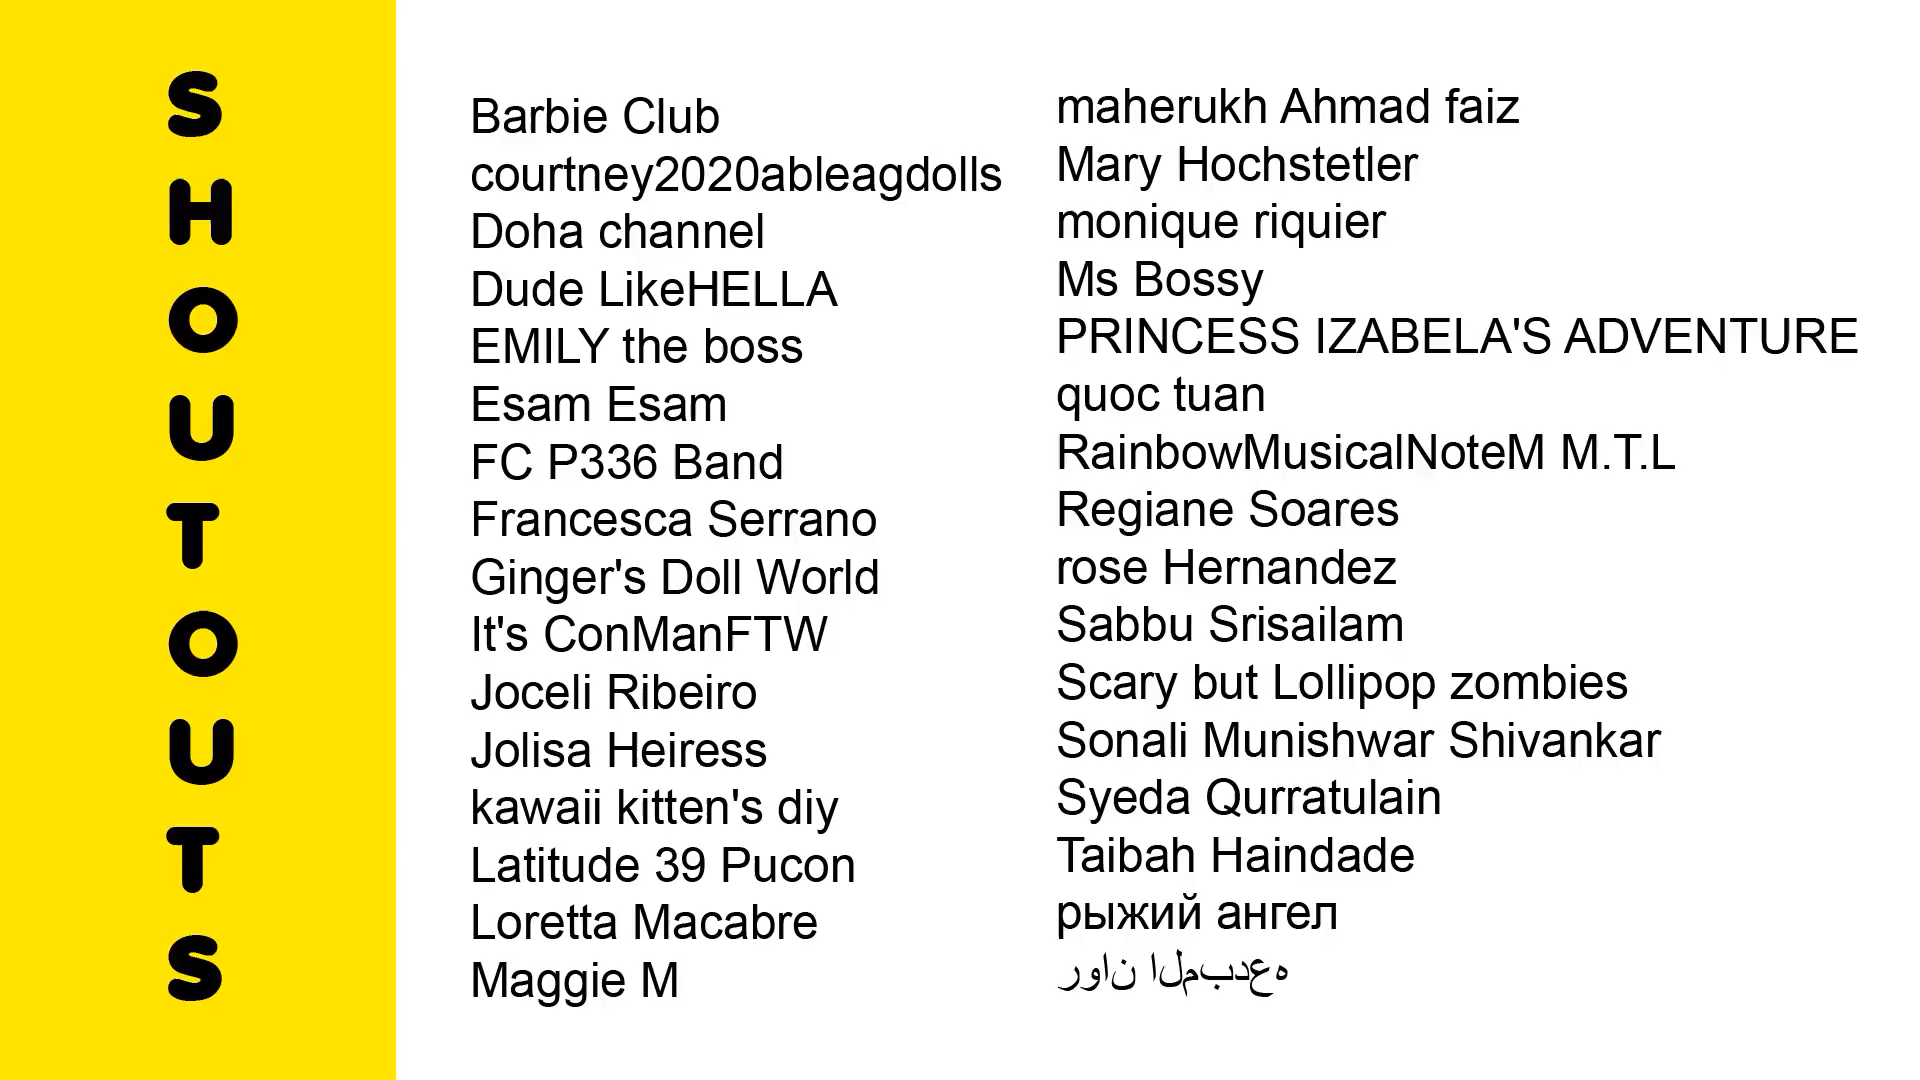 SHOUTOUTS
Barbie Club
courtney2020ableagdolls
Doha channel
Dude LikeHELLA
EMILY the boss
Esam Esam
FC P336 Band
Francesca Serrano
Ginger's Doll World
It's ConManFTW
Joceli Ribeiro
Jolisa Heiress
kawaii kitten's diy
Latitude 39 Pucon
Loretta Macabre
Maggie M
maherukh Ahmad faiz
Mary Hochstetler
monique riquier
Ms Bossy
PRINCESS IZABELA'S ADVENTURE
quoc tuan
RainbowMusicalNoteM M.T.L
Regiane Soares
rose Hernandez
Sabbu Srisailam
Scary but Lollipop zombies
Sonali Munishwar Shivankar
Syeda Qurratulain
Taibah Haindade
рыжий ангел
روان المبدعه